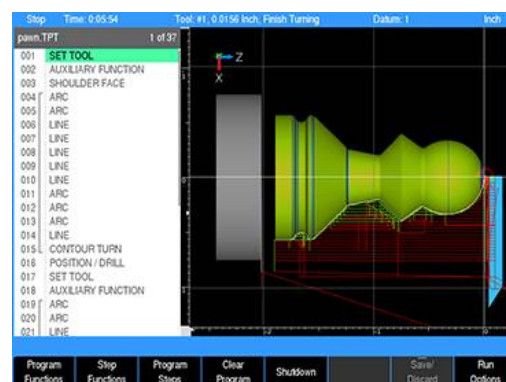 Stop Time: 0:05:54 Tool: #1, 0.0156 Inch, Finish Turning Datum: 1 Inch
pawn.TPT 1 of 37
001 SET TOOL
002 AUXILIARY FUNCTION
003 SHOULDER FACE
004 ARC
005 ARC
006 LINE
007 LINE
008 LINE
009 LINE
010 LINE
011 ARC
012 ARC
013 ARC
014 LINE
015 CONTOUR TURN
016 POSITION / DRILL
017 SET TOOL
018 AUXILIARY FUNCTION
019 ARC
020 ARC
021 LINE
Z
X
1
0
1
0
Program Functions
Step Functions
Program Steps
Clear Program
Shutdown
Save/ Discard
Run Options